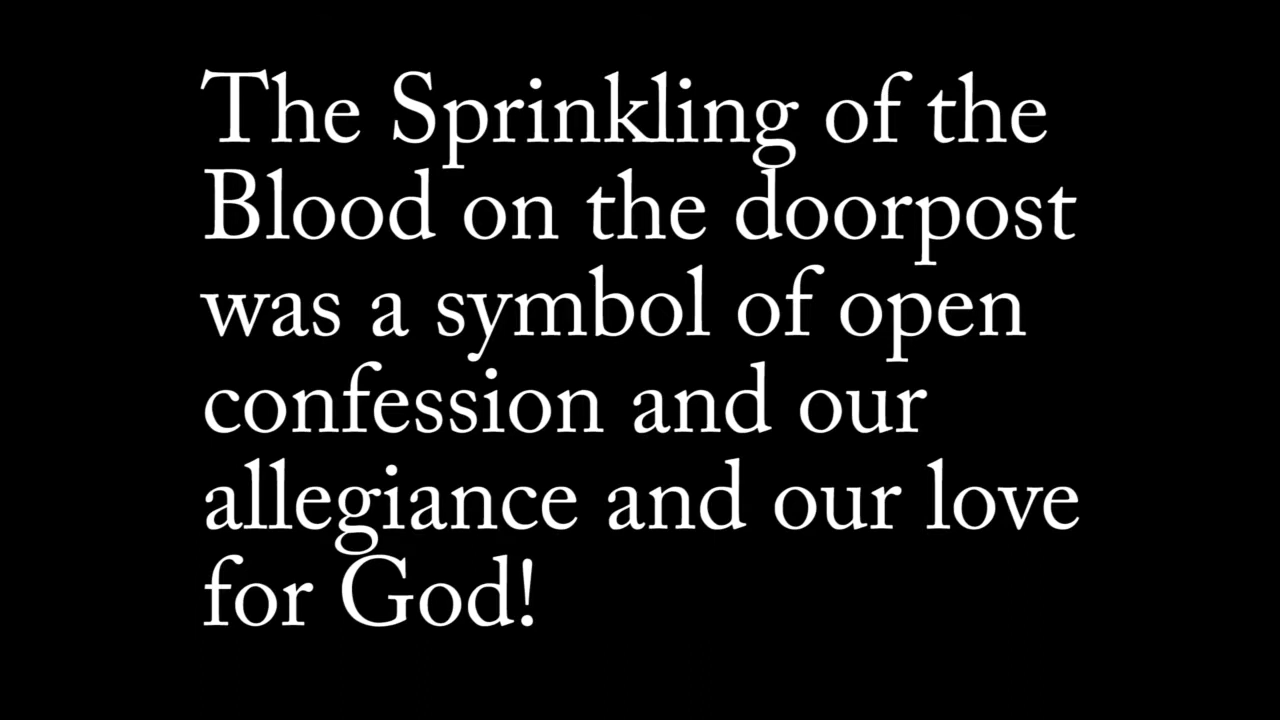 The Sprinkling of the
Blood on the doorpost
was a symbol of open
confession and our
allegiance and our love
for God!